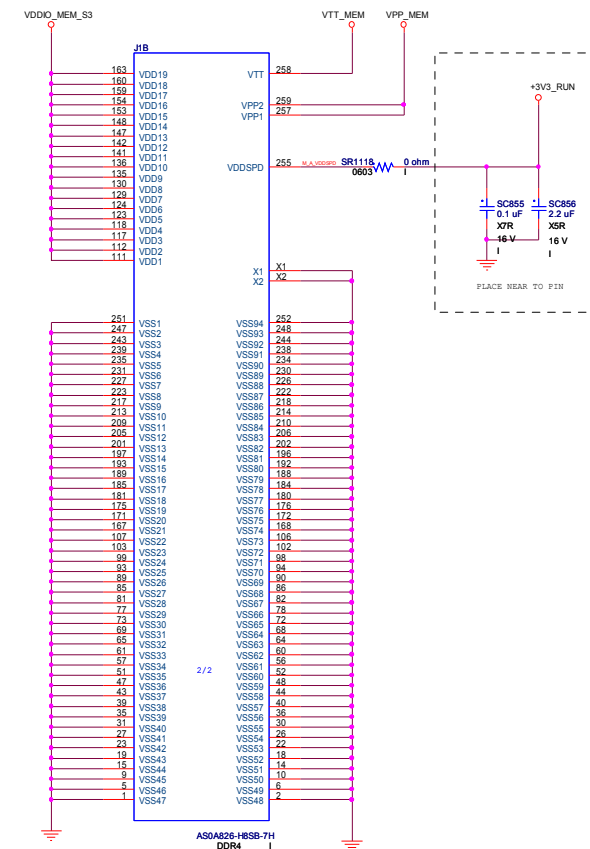 VDDIO_MEM_S3
VTT_MEM VPP_MEM
J1B
+3V3_RUN
163 VDD19 VTT 258
160 VDD18
159 VDD17
154 VDD16 VPP2 259
153 VDD15 VPP1 257
148 VDD14
147 VDD13
142 VDD12
141 VDD11
136 VDD10 VDDSPD 255 M_A_VDDSPD SR1118 0 ohm
135 VDD9 0603 I
130 VDD8
129 VDD7
124 VDD6
123 VDD5
118 VDD4
117 VDD3
112 VDD2
111 VDD1
SC855 SC856
0.1 uF 2.2 uF
X7R X5R
16 V 16 V
I I
X1 X1
X2 X2
PLACE NEAR TO PIN
251 VSS1 VSS94 252
247 VSS2 VSS93 248
243 VSS3 VSS92 244
239 VSS4 VSS91 238
235 VSS5 VSS90 234
231 VSS6 VSS89 230
227 VSS7 VSS88 226
223 VSS8 VSS87 222
217 VSS9 VSS86 218
213 VSS10 VSS85 214
209 VSS11 VSS84 210
205 VSS12 VSS83 206
201 VSS13 VSS82 202
197 VSS14 VSS81 196
193 VSS15 VSS80 192
189 VSS16 VSS79 188
185 VSS17 VSS78 184
181 VSS18 VSS77 180
175 VSS19 VSS76 176
171 VSS20 VSS75 172
167 VSS21 VSS74 168
107 VSS22 VSS73 106
103 VSS23 VSS72 102
99 VSS24 VSS71 98
93 VSS25 VSS70 94
89 VSS26 VSS69 90
85 VSS27 VSS68 86
81 VSS28 VSS67 82
77 VSS29 VSS66 78
73 VSS30 VSS65 72
69 VSS31 VSS64 68
65 VSS32 VSS63 64
61 VSS33 VSS62 60
57 VSS34 VSS61 56
51 VSS35 VSS60 52
47 VSS36 VSS59 48
43 VSS37 VSS58 44
39 VSS38 VSS57 40
35 VSS39 VSS56 36
31 VSS40 VSS55 30
27 VSS41 VSS54 26
23 VSS42 VSS53 22
19 VSS43 VSS52 18
15 VSS44 VSS51 14
9 VSS45 VSS50 10
5 VSS46 VSS49 6
1 VSS47 VSS48 2
2/2
AS0A826-H8SB-7H
DDR4 I